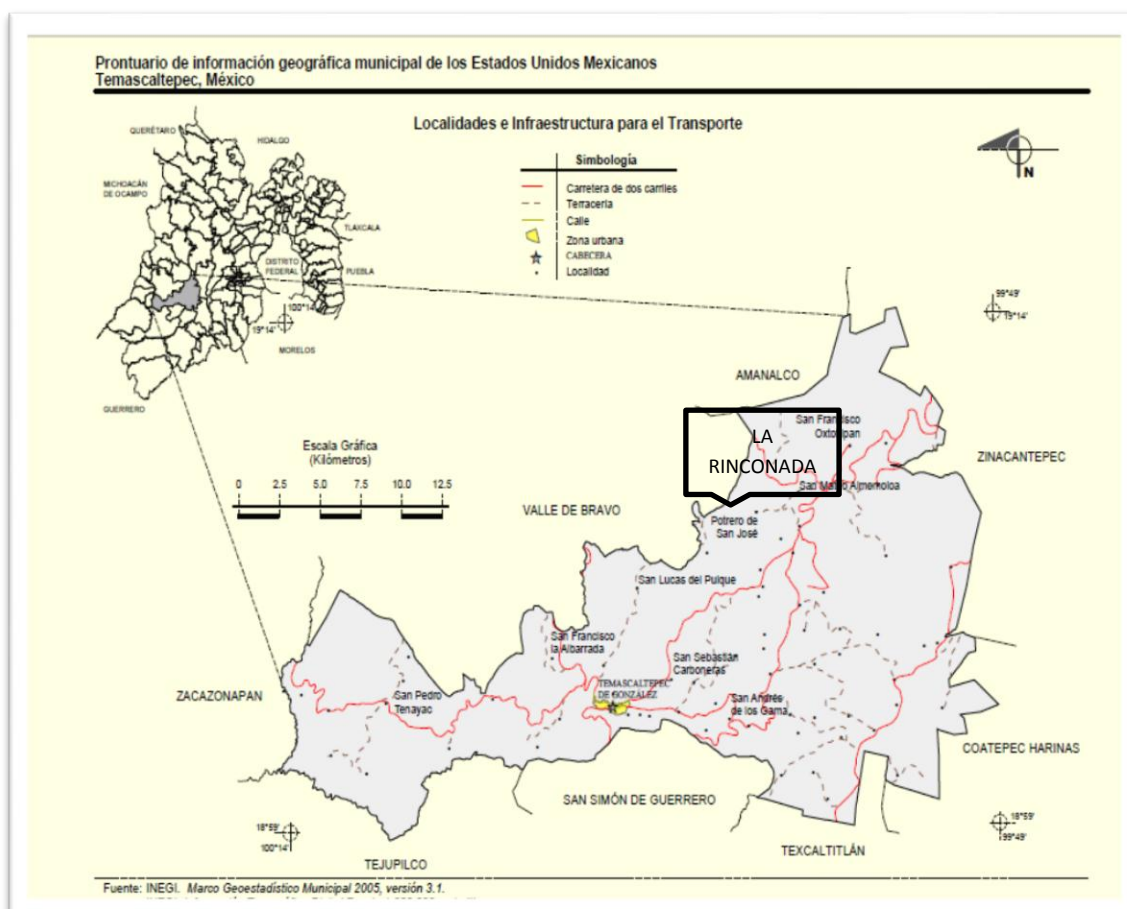 Prontuario de información geográfica municipal de los Estados Unidos Mexicanos
Temascaltepec, México
Localidades e Infraestructura para el Transporte
Simbología
Carretera de dos carriles
Terracería
Calle
Zona urbana
CABECERA
Localidad
N
QUERÉTARO
HIDALGO
MICHOACÁN
DE OCAMPO
TLAXCALA
DISTRITO
FEDERAL
PUEBLA
100°14'
19°14'
MORELOS
GUERRERO
99°49'
19°14'
AMANALCO
San Francisco
LA
RINCONADA
ZINACANTEPEC
Escala Gráfica
(Kilómetros)
0 2.5 5.0 7.5 10.0 12.5
VALLE DE BRAVO
Potrero de
San José
San Lucas del Pulque
San Francisco
la Albarrada
San Sebastián
Carboneras
TEMASCALTEPEC
DE GONZÁLEZ
ZACAZONAPAN
San Pedro
Tenayac
San Andrés
de los Gama
COATEPEC HARINAS
SAN SIMÓN DE GUERRERO
18°59'
100°14'
18°59'
99°49'
TEXCALTITLÁN
TEJUPILCO
Fuente: INEGI. Marco Geoestadístico Municipal 2005, versión 3.1.